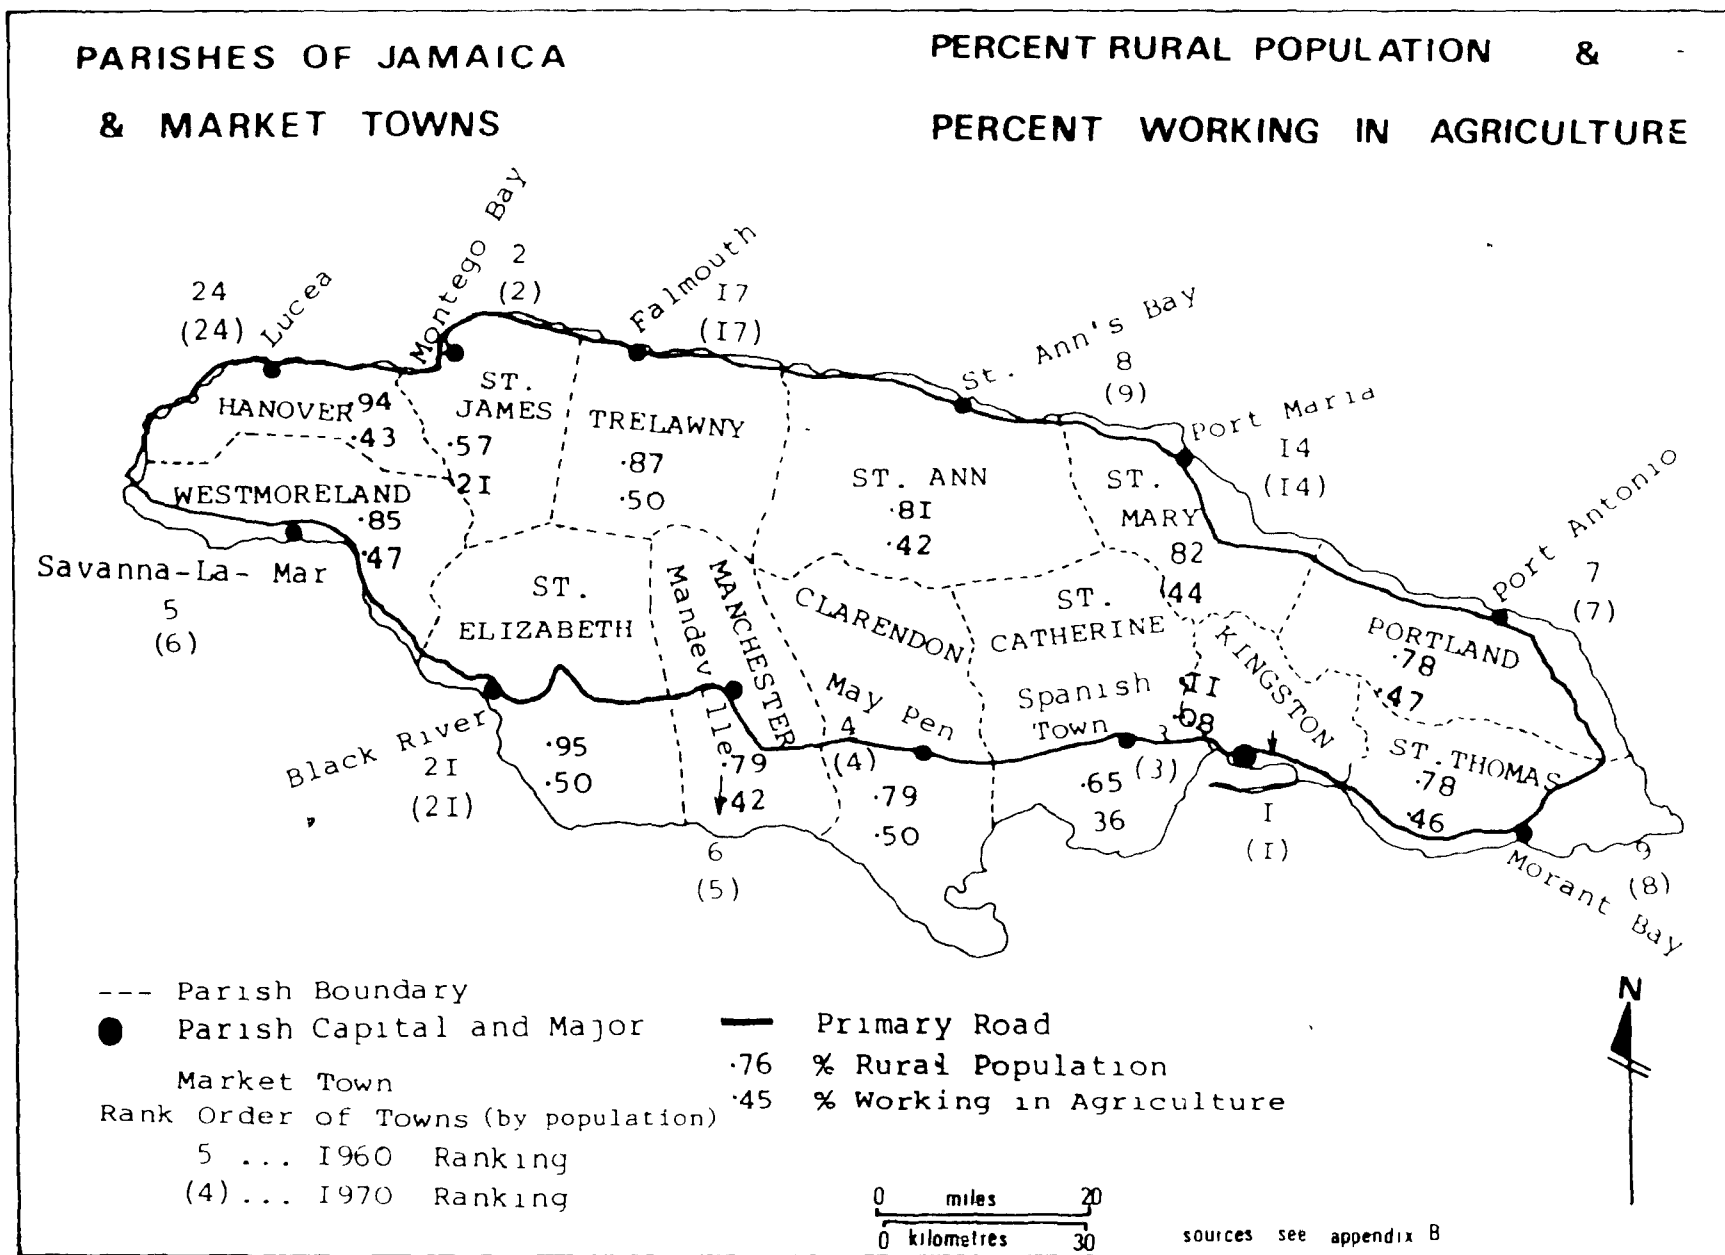 PARISHES OF JAMAICA
& MARKET TOWNS
PERCENT RURAL POPULATION &
PERCENT WORKING IN AGRICULTURE
24
(24)
Lucea
Montego Bay
2
(2)
Falmouth
I7
(I7)
St. Ann's Bay
8
(9)
Port Maria
I4
(I4)
Port Antonio
7
(7)
HANOVER
.94
.43
ST.
JAMES
.57
.2I
TRELAWNY
.87
.50
ST. ANN
.8I
.42
ST.
MARY
82
44
WESTMORELAND
.85
.47
Savanna-La- Mar
5
(6)
ST.
ELIZABETH
.95
.50
Black River
2I
(2I)
MANCHESTER
Mandeville
.79
.42
6
(5)
CLARENDON
May Pen
4
(4)
.79
.50
ST.
CATHERINE
Spanish
Town
3
(3)
.65
36
KINGSTON
.II
.08
I
(I)
PORTLAND
.78
.47
ST. THOMAS
.78
.46
Morant Bay
9
(8)
--- Parish Boundary
Parish Capital and Major
Market Town
Rank Order of Towns (by population)
5 ... I960 Ranking
(4) ... I970 Ranking
Primary Road
.76 % Rural Population
.45 % Working in Agriculture
0 miles 20
0 kilometres 30
sources see appendix B
N